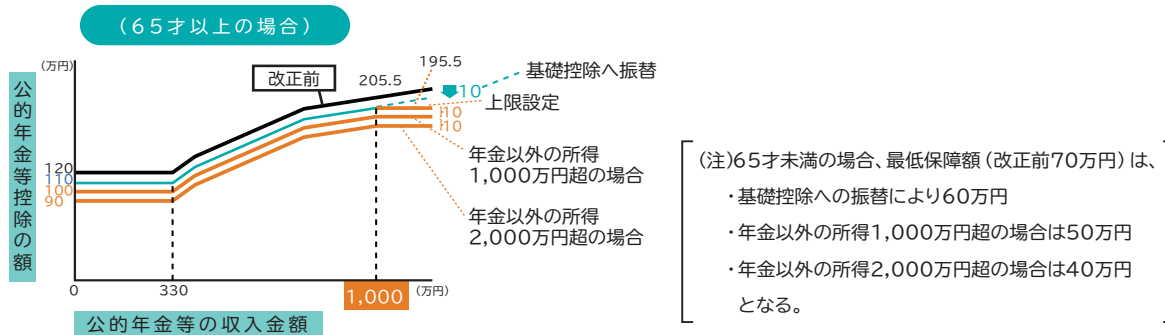 (65才以上の場合)
(万円)
公的年金等控除の額
改正前
205.5
195.5
基礎控除へ振替
10
上限設定
10
10
年金以外の所得
1,000万円超の場合
年金以外の所得
2,000万円超の場合
120
110
100
90
0
330
1,000
(万円)
公的年金等の収入金額
(注)65才未満の場合、最低保障額(改正前70万円)は、
・基礎控除への振替により60万円
・年金以外の所得1,000万円超の場合は50万円
・年金以外の所得2,000万円超の場合は40万円
となる。